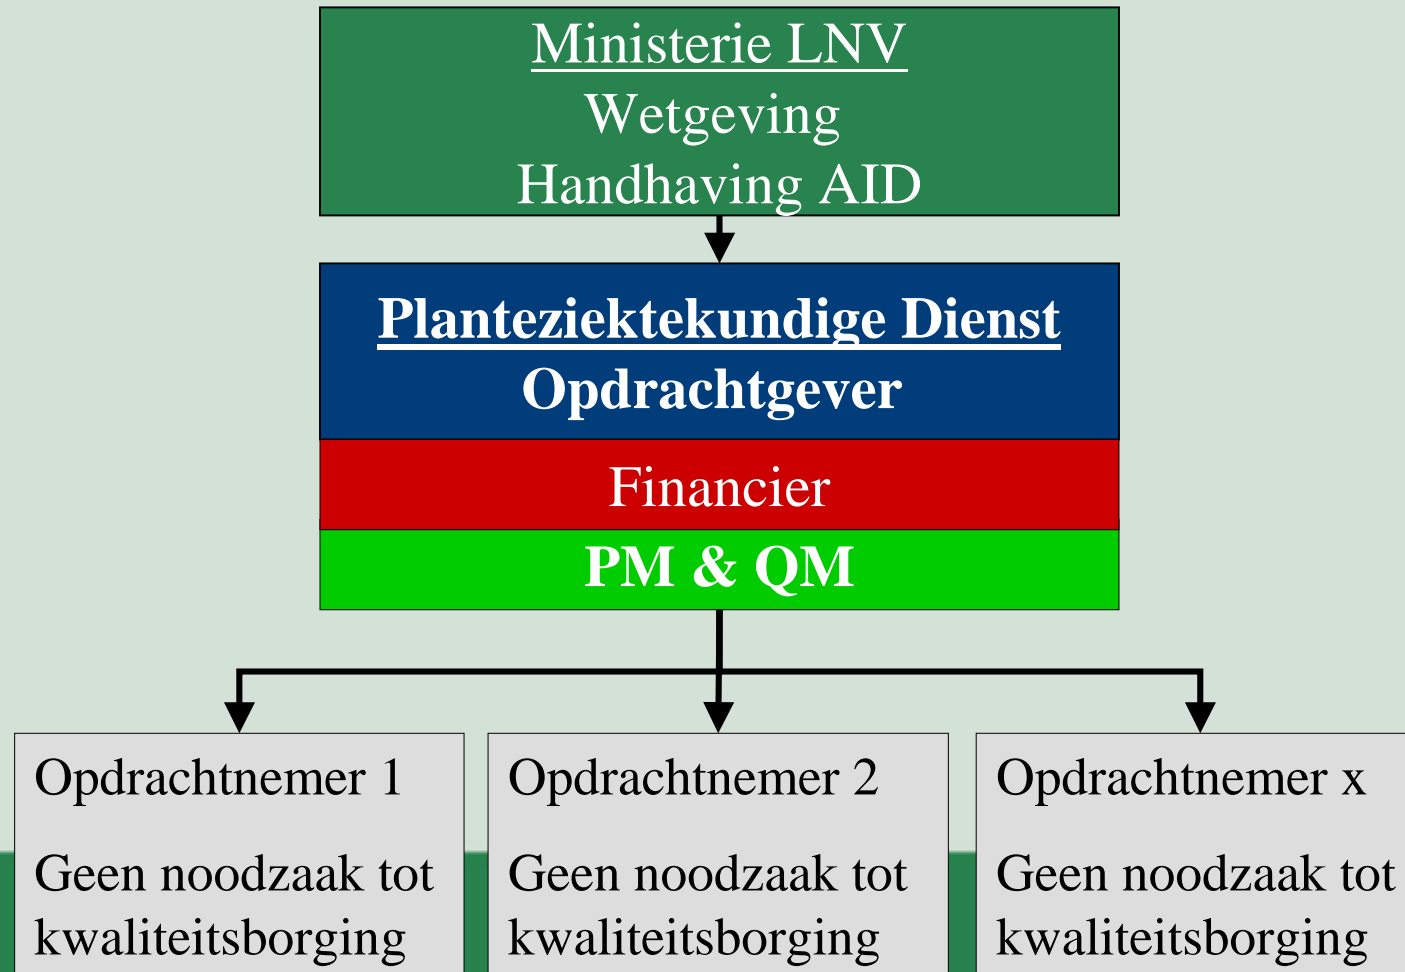 Ministerie LNV
Wetgeving
Handhaving AID
Planteziektekundige Dienst
Opdrachtgever
Financier
PM & QM
Opdrachtnemer 1
Geen noodzaak tot
kwaliteitsborging
Opdrachtnemer 2
Geen noodzaak tot
kwaliteitsborging
Opdrachtnemer x
Geen noodzaak tot
kwaliteitsborging